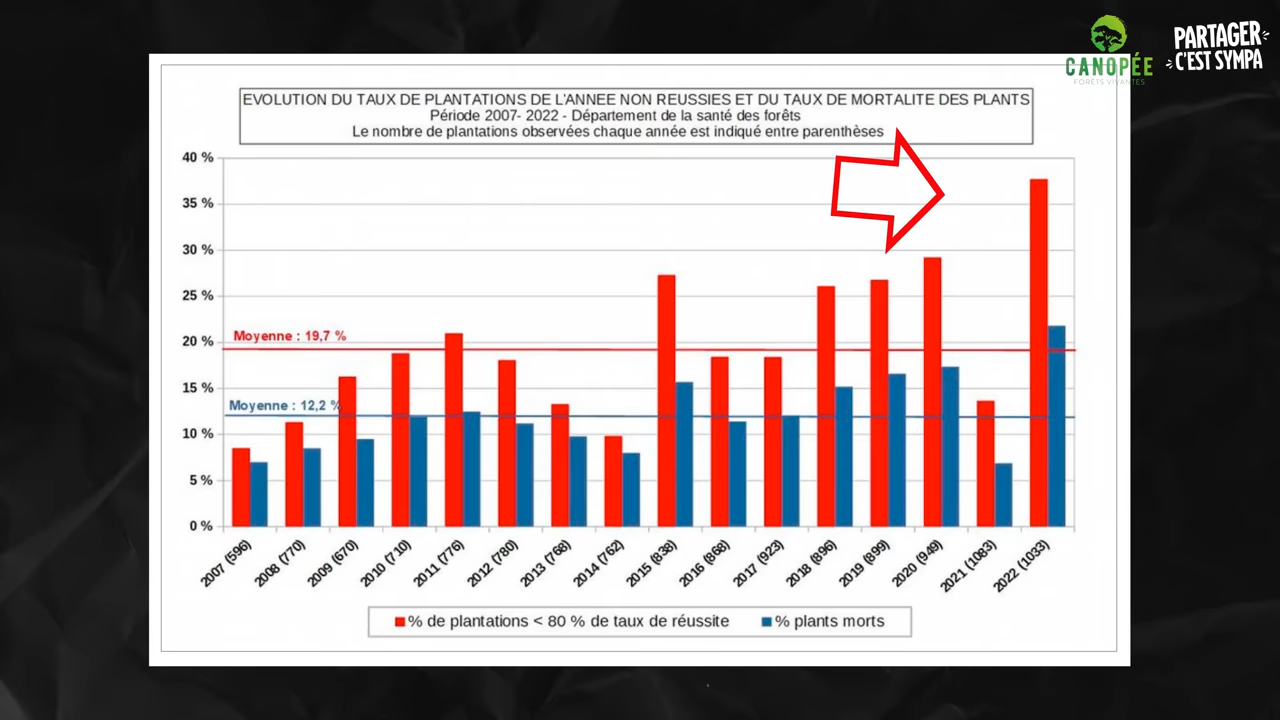 CANOPÉE
FORÊTS VIVANTES
PARTAGER
C'EST SYMPA
EVOLUTION DU TAUX DE PLANTATIONS DE L'ANNEE NON REUSSIES ET DU TAUX DE MORTALITE DES PLANTS
Période 2007- 2022 - Département de la santé des forêts
Le nombre de plantations observées chaque année est indiqué entre parenthèses
40 %
35 %
30 %
25 %
20 %
15 %
10 %
5 %
0 %
Moyenne : 19,7 %
Moyenne : 12,2 %
2007 (596)
2008 (770)
2009 (670)
2010 (710)
2011 (776)
2012 (780)
2013 (768)
2014 (762)
2015 (838)
2016 (868)
2017 (923)
2018 (896)
2019 (899)
2020 (949)
2021 (1083)
2022 (1033)
% de plantations < 80 % de taux de réussite
% plants morts